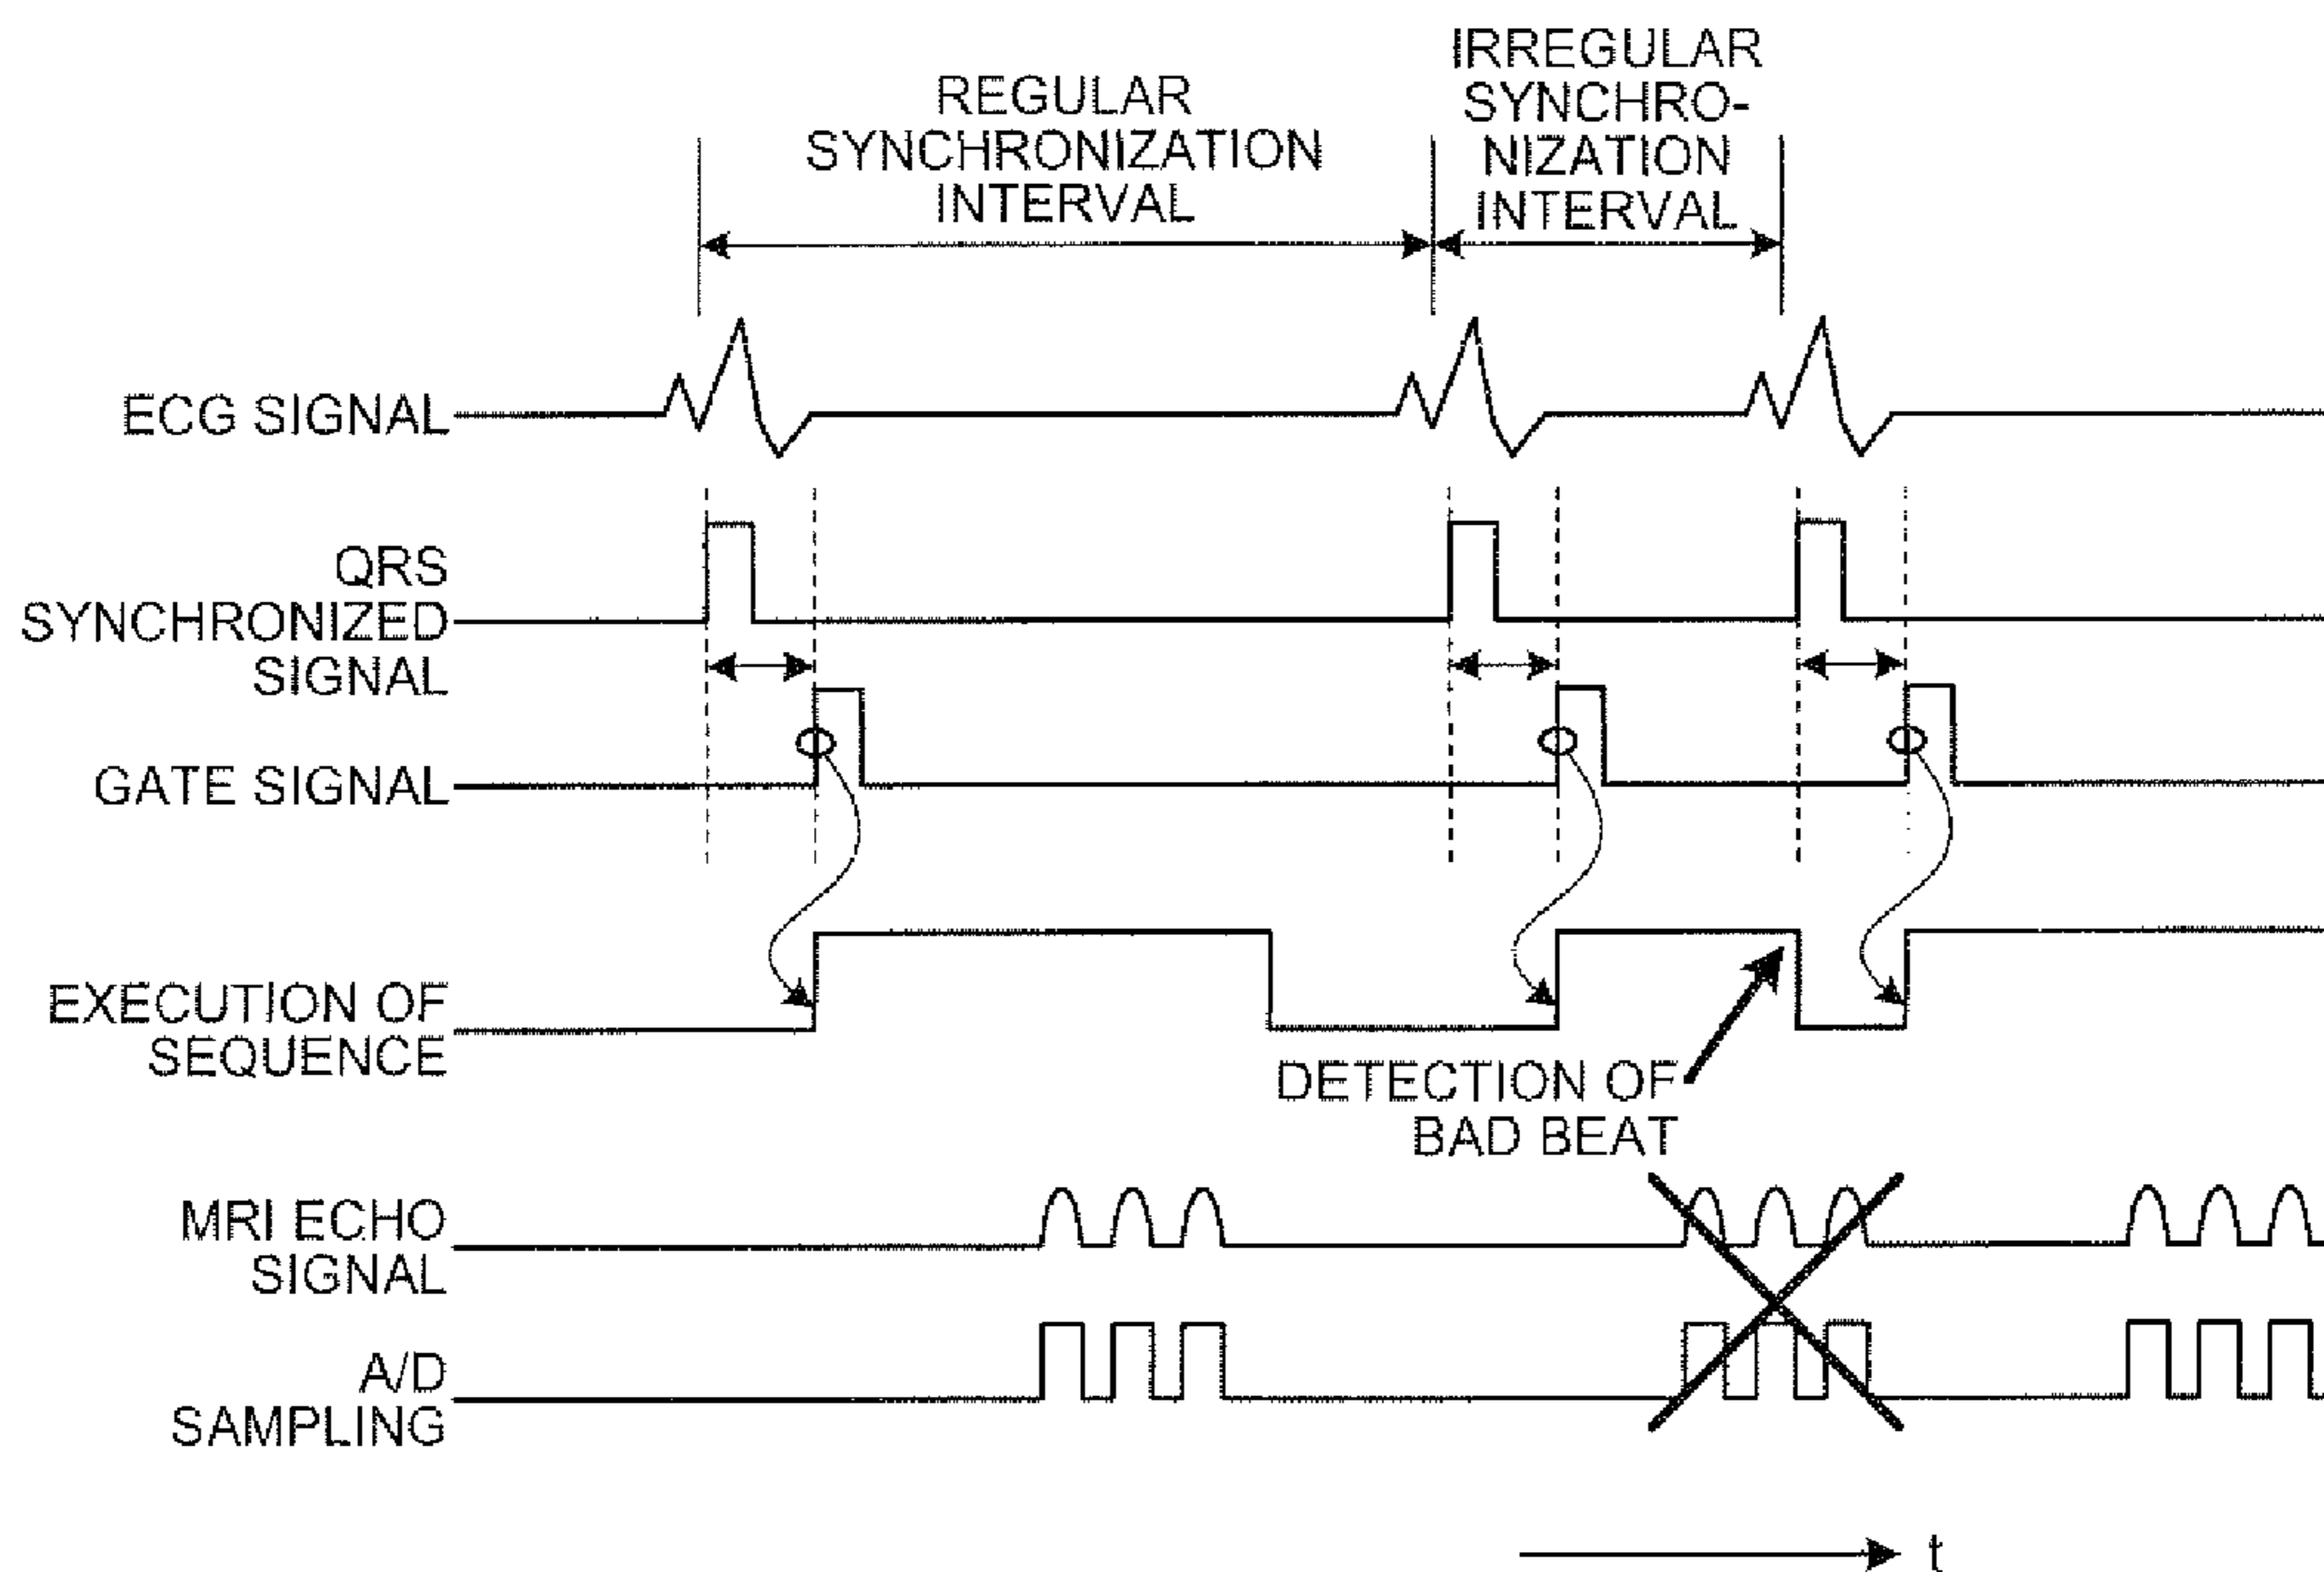 REGULAR
SYNCHRONIZATION
INTERVAL
IRREGULAR
SYNCHRO-
NIZATION
INTERVAL
ECG SIGNAL
QRS
SYNCHRONIZED
SIGNAL
GATE SIGNAL
EXECUTION OF
SEQUENCE
DETECTION OF
BAD BEAT
MRI ECHO
SIGNAL
A/D
SAMPLING
t